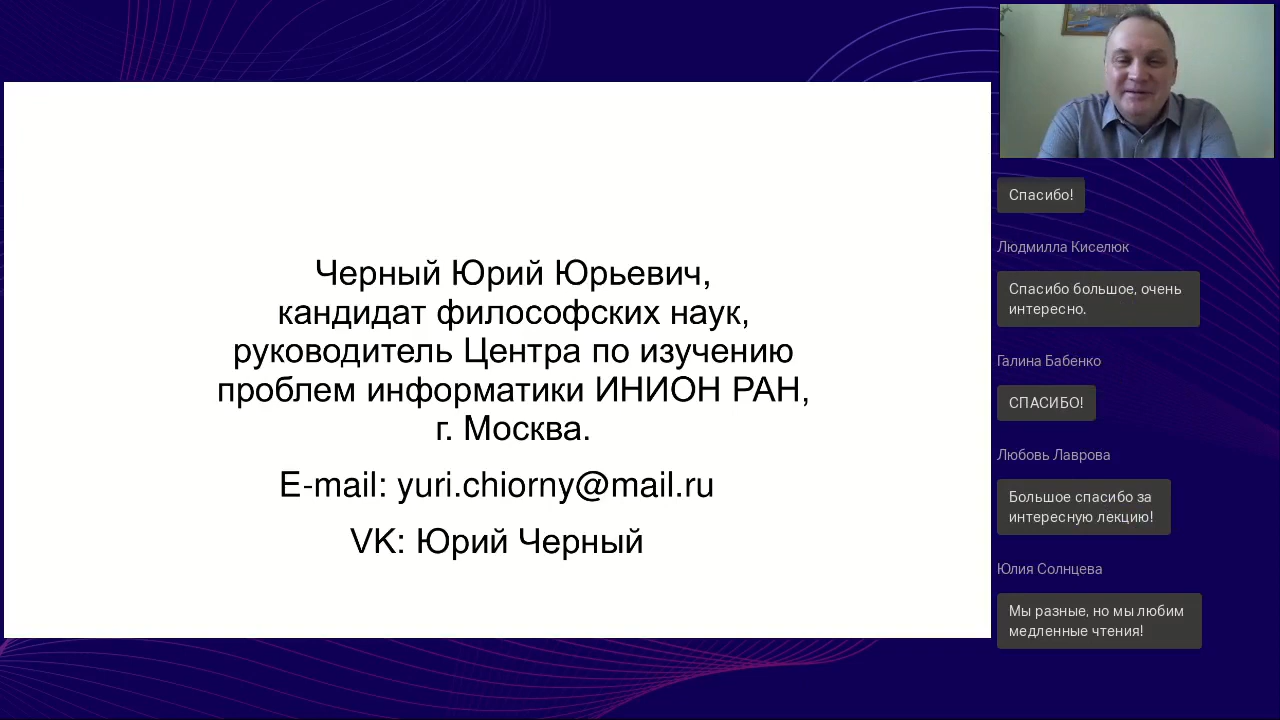 Черный Юрий Юрьевич,
кандидат философских наук,
руководитель Центра по изучению
проблем информатики ИНИОН РАН,
г. Москва.
E-mail: yuri.chiorny@mail.ru
VK: Юрий Черный
Спасибо!
Людмилла Киселюк
Спасибо большое, очень
интересно.
Галина Бабенко
СПАСИБО!
Любовь Лаврова
Большое спасибо за
интересную лекцию!
Юлия Солнцева
Мы разные, но мы любим
медленные чтения!